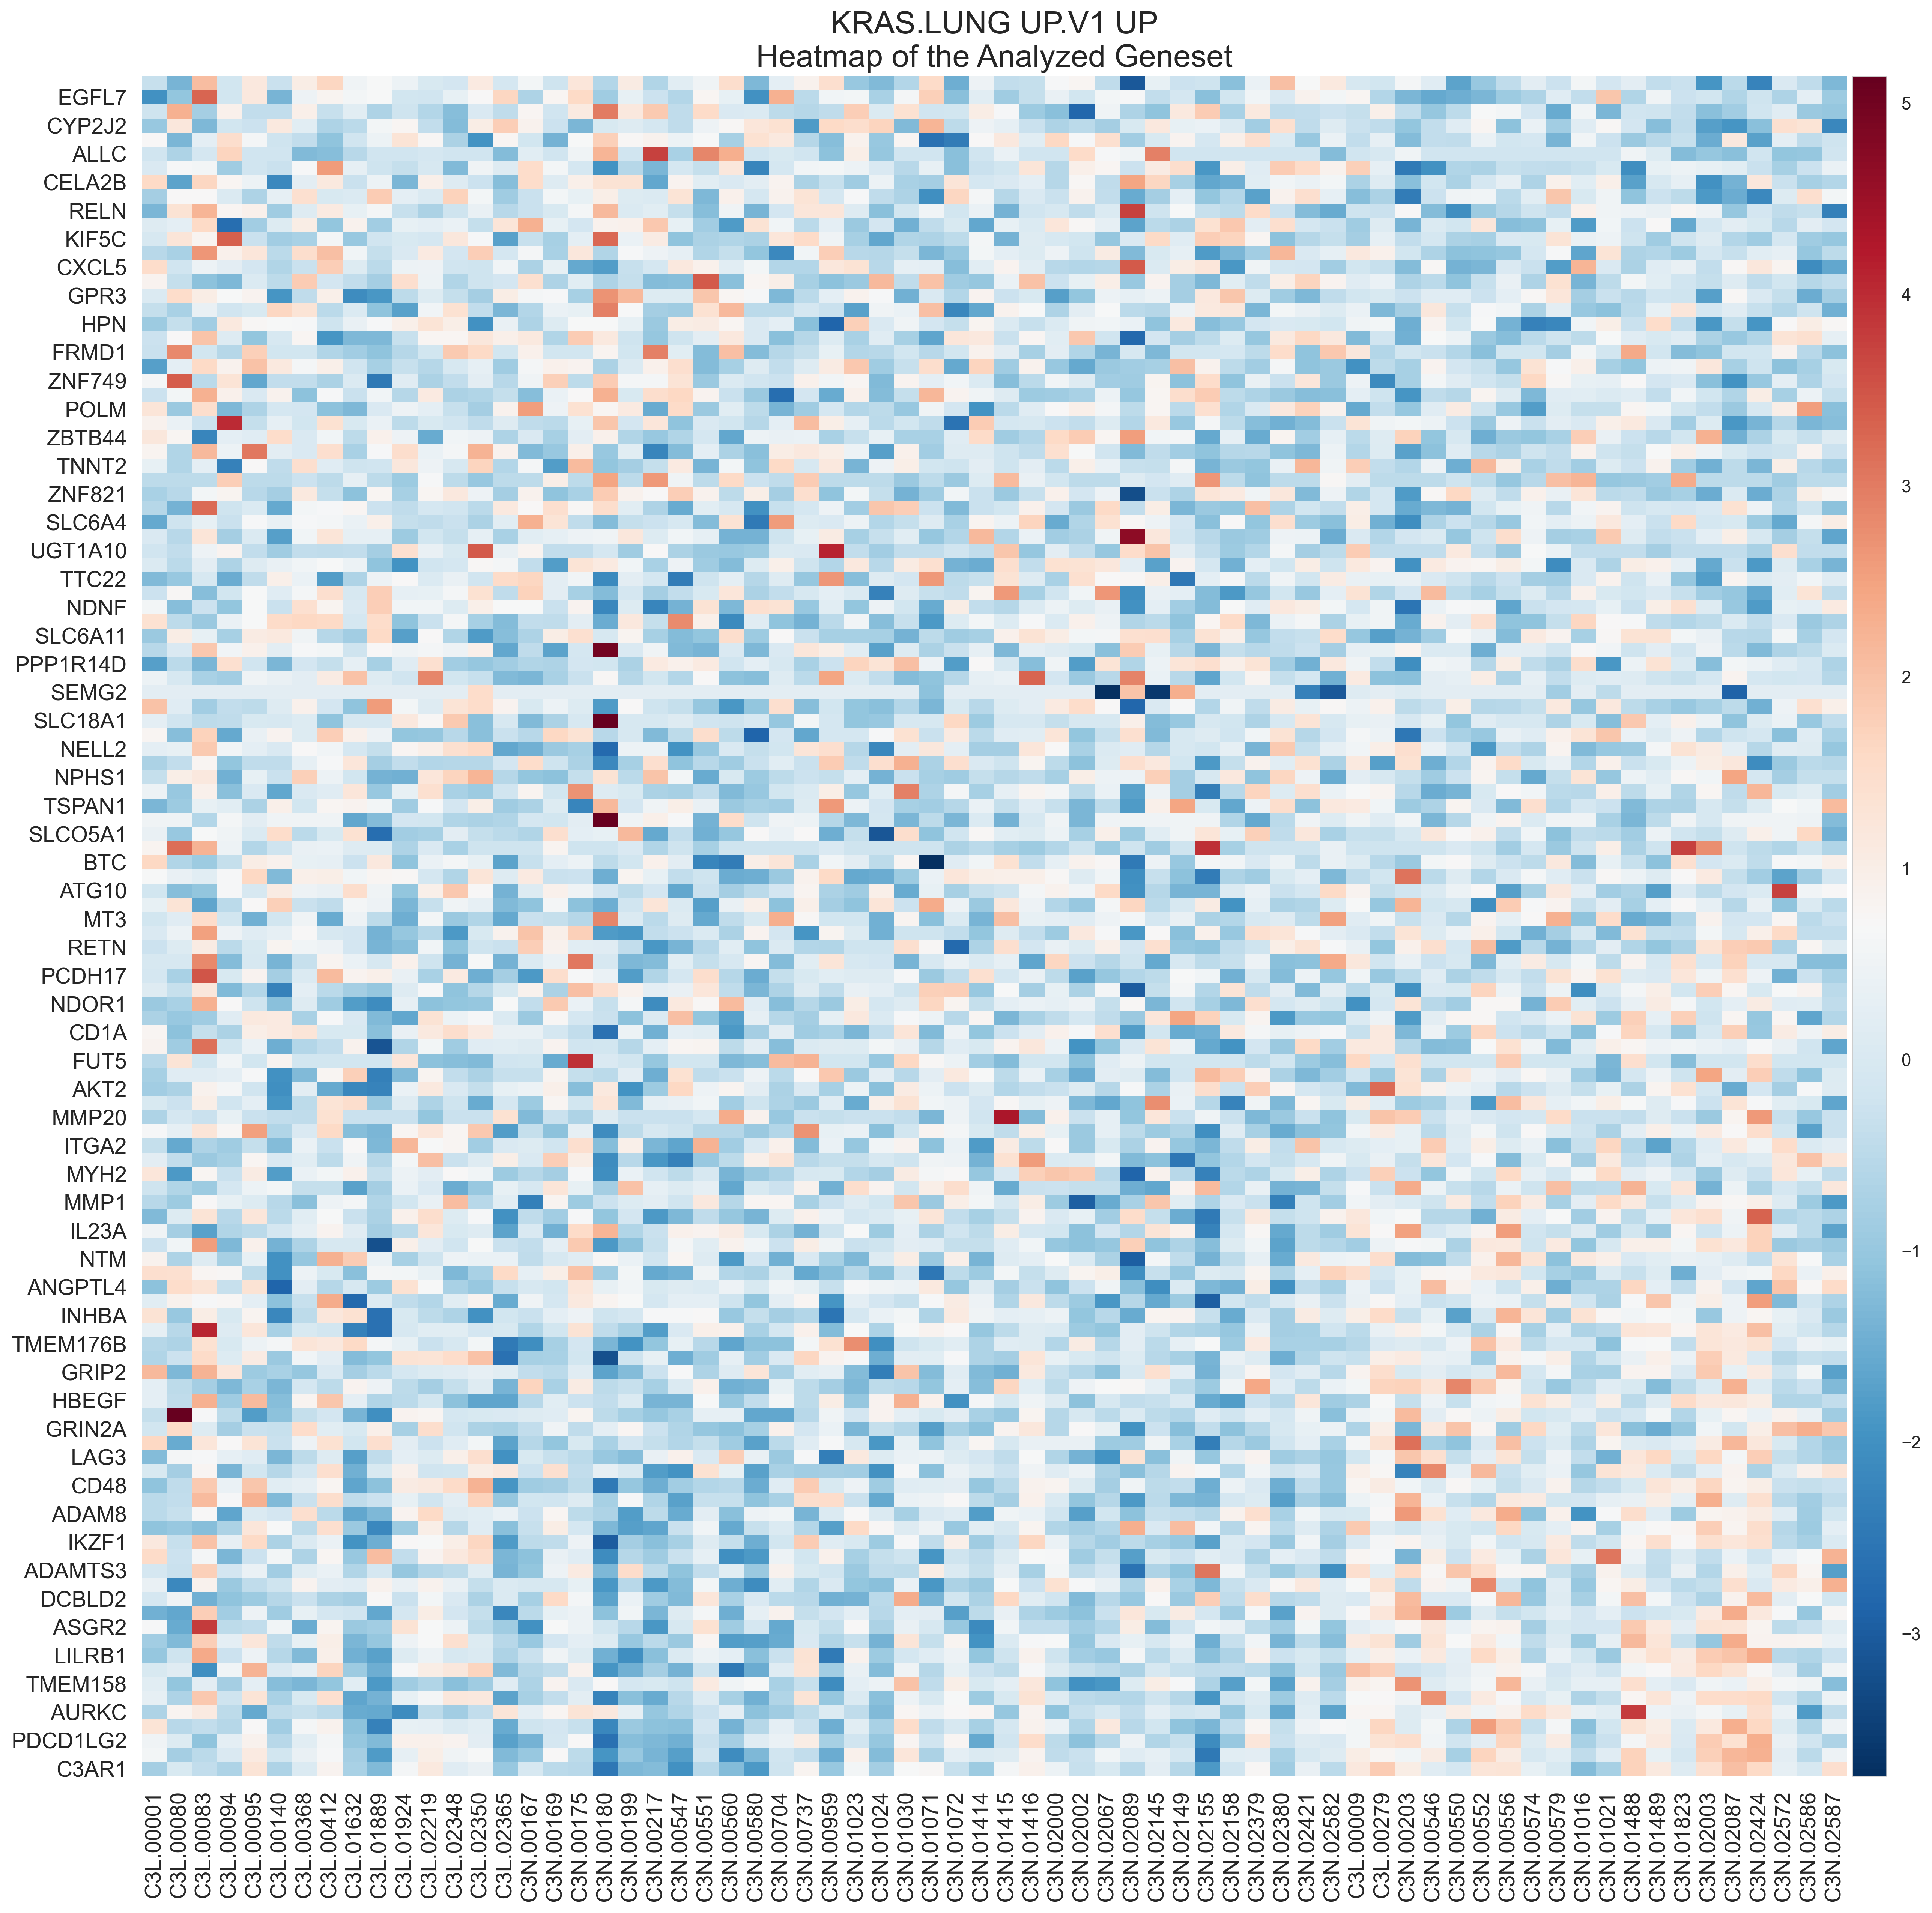 KRAS.LUNG UP.V1 UP
Heatmap of the Analyzed Geneset
EGFL7
CYP2J2
ALLC
CELA2B
RELN
KIF5C
CXCL5
GPR3
HPN
FRMD1
ZNF749
POLM
ZBTB44
TNNT2
ZNF821
SLC6A4
UGT1A10
TTC22
NDNF
SLC6A11
PPP1R14D
SEMG2
SLC18A1
NELL2
NPHS1
TSPAN1
SLCO5A1
BTC
ATG10
MT3
RETN
PCDH17
NDOR1
CD1A
FUT5
AKT2
MMP20
ITGA2
MYH2
MMP1
IL23A
NTM
ANGPTL4
INHBA
TMEM176B
GRIP2
HBEGF
GRIN2A
LAG3
CD48
ADAM8
IKZF1
ADAMTS3
DCBLD2
ASGR2
LILRB1
TMEM158
AURKC
PDCD1LG2
C3AR1
5
4
3
2
1
0
−1
−2
−3
C3L.00001
C3L.00080
C3L.00083
C3L.00094
C3L.00095
C3L.00140
C3L.00368
C3L.00412
C3L.01632
C3L.01889
C3L.01924
C3L.02219
C3L.02348
C3L.02350
C3L.02365
C3N.00167
C3N.00169
C3N.00175
C3N.00180
C3N.00199
C3N.00217
C3N.00547
C3N.00551
C3N.00560
C3N.00580
C3N.00704
C3N.00737
C3N.00959
C3N.01023
C3N.01024
C3N.01030
C3N.01071
C3N.01072
C3N.01414
C3N.01415
C3N.01416
C3N.02000
C3N.02002
C3N.02067
C3N.02089
C3N.02145
C3N.02149
C3N.02155
C3N.02158
C3N.02379
C3N.02380
C3N.02421
C3N.02582
C3L.00009
C3L.00279
C3N.00203
C3N.00546
C3N.00550
C3N.00552
C3N.00556
C3N.00574
C3N.00579
C3N.01016
C3N.01021
C3N.01488
C3N.01489
C3N.01823
C3N.02003
C3N.02087
C3N.02424
C3N.02572
C3N.02586
C3N.02587